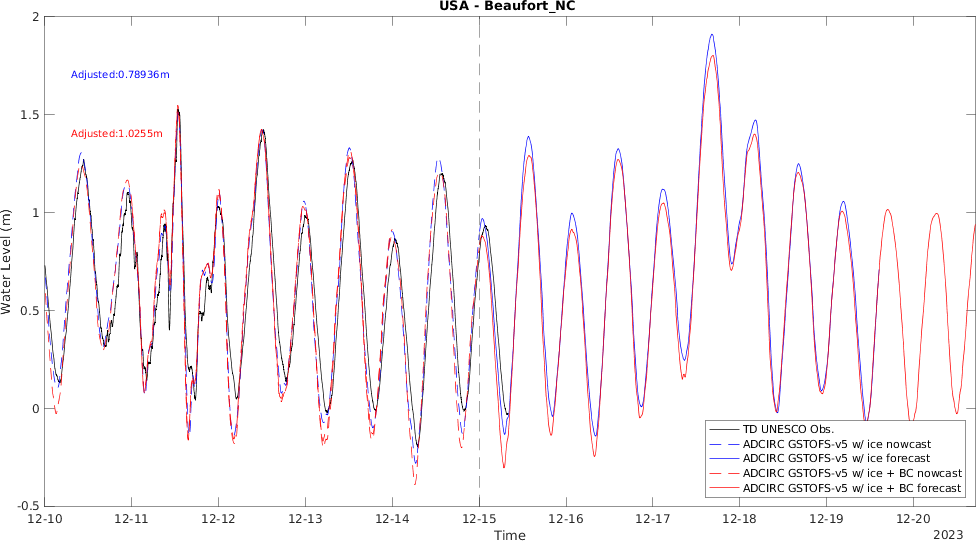 USA - Beaufort_NC
2
Adjusted:0.78936m
1.5
Adjusted:1.0255m
1
Water Level (m)
0.5
0
TD UNESCO Obs.
ADCIRC GSTOFS-v5 w/ ice nowcast
ADCIRC GSTOFS-v5 w/ ice forecast
ADCIRC GSTOFS-v5 w/ ice + BC nowcast
ADCIRC GSTOFS-v5 w/ ice + BC forecast
-0.5
12-10 12-11 12-12 12-13 12-14 12-15 12-16 12-17 12-18 12-19 12-20
Time 2023